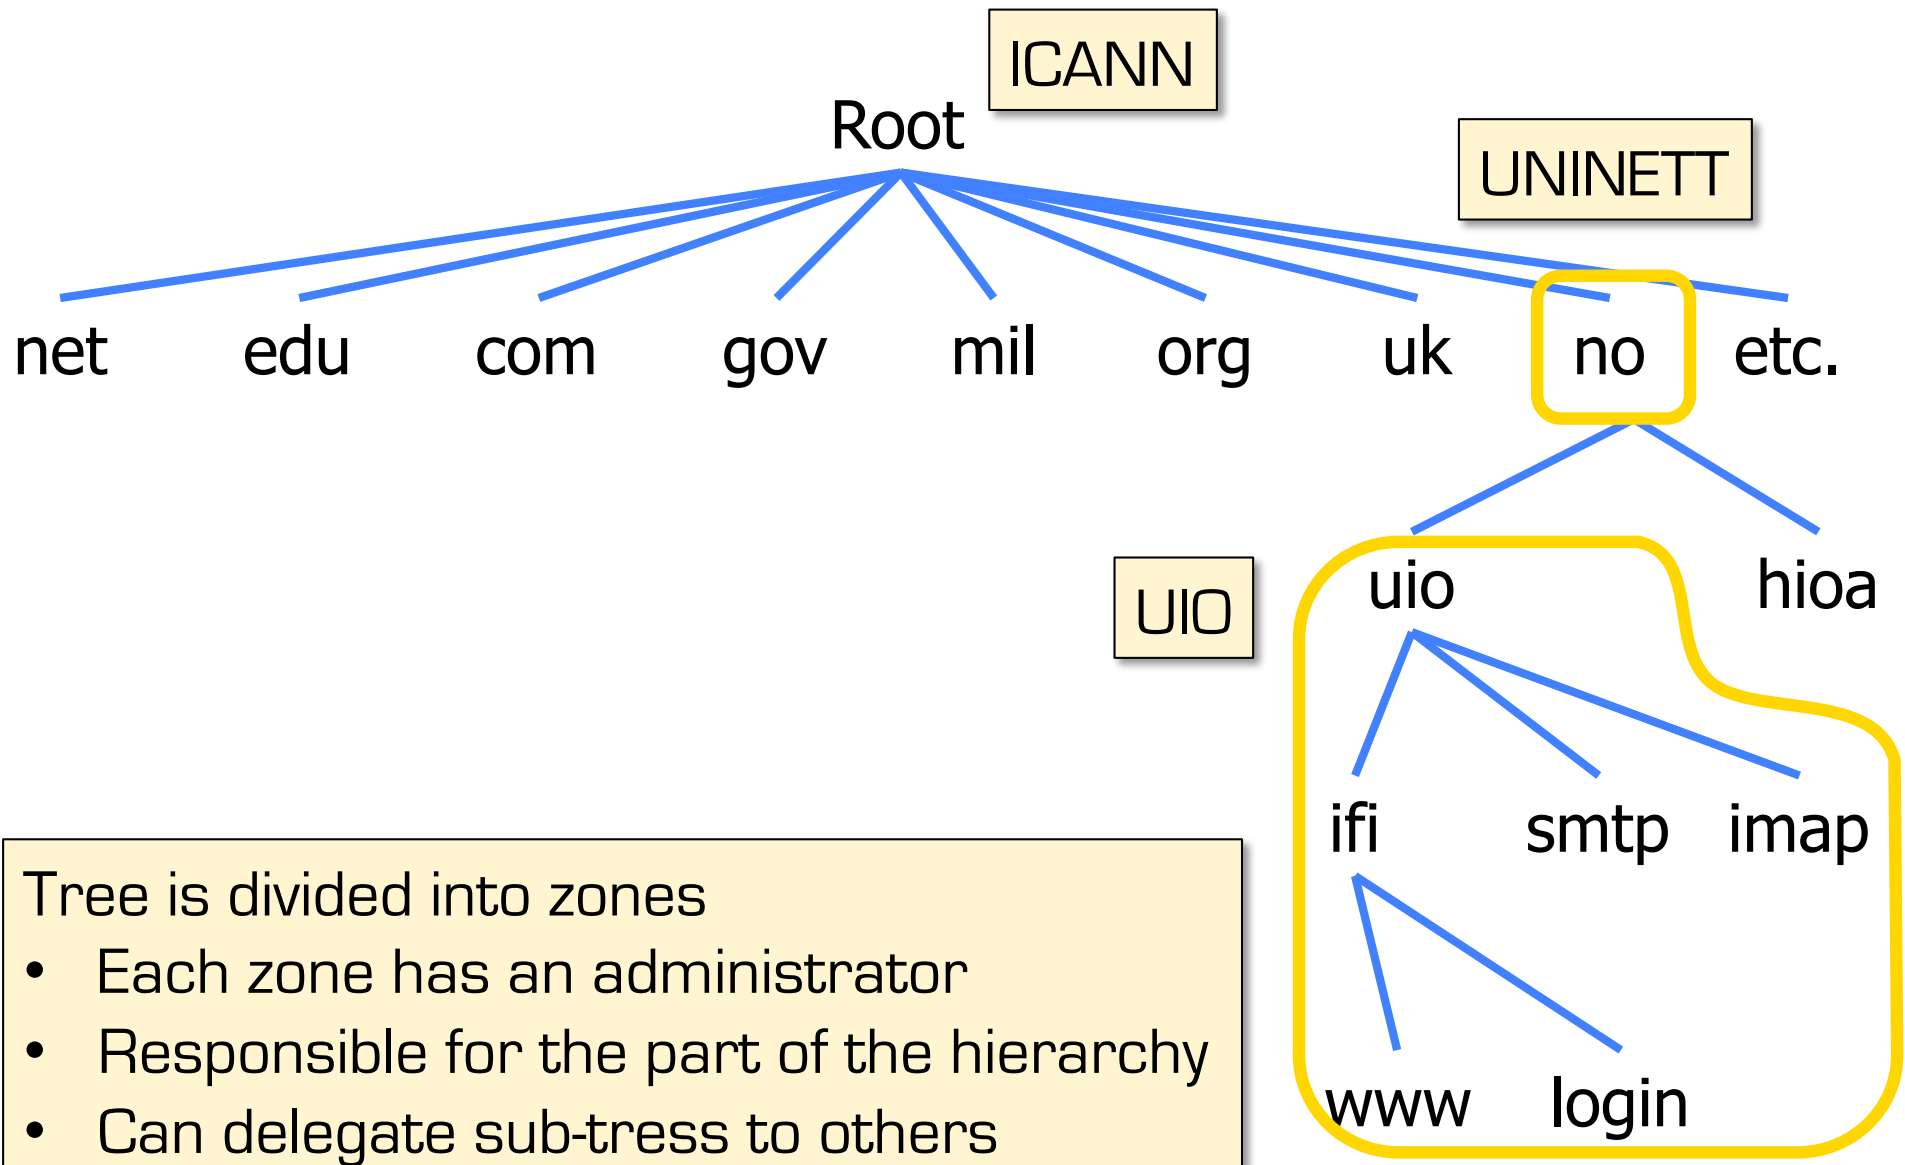 ICANN
Root
UNINETT
net edu com gov mil org uk no etc.
UIO
uio hioa
ifi smtp imap
www login
Tree is divided into zones
• Each zone has an administrator
• Responsible for the part of the hierarchy
• Can delegate sub-tress to others